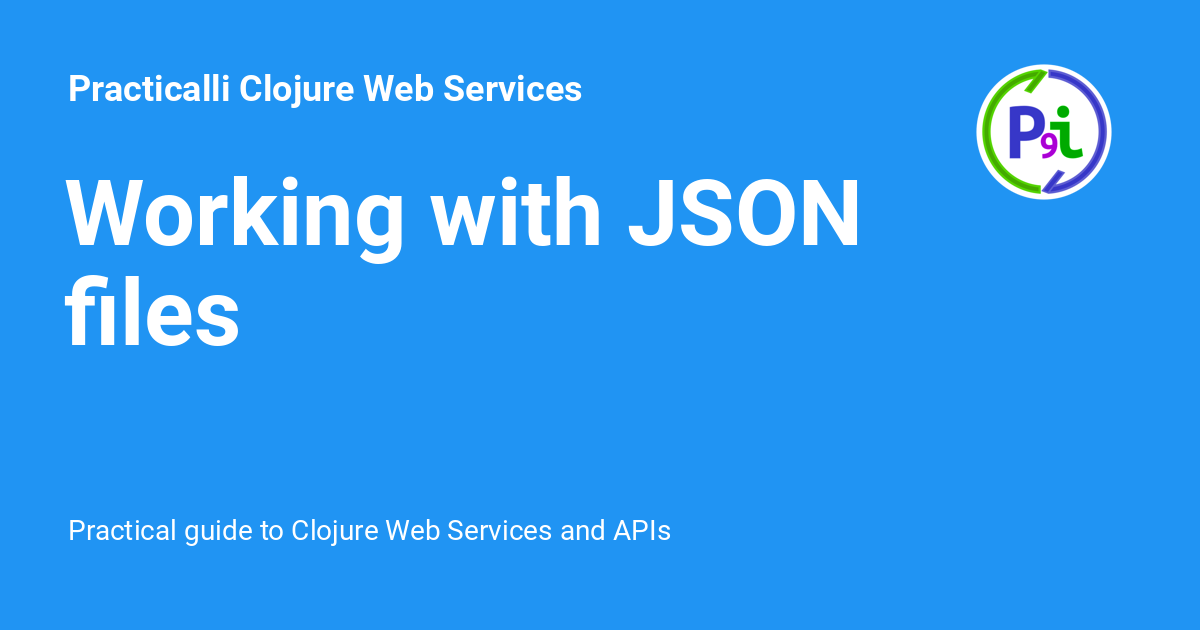 Practicalli Clojure Web Services
P9i
Working with JSON
files
Practical guide to Clojure Web Services and APIs